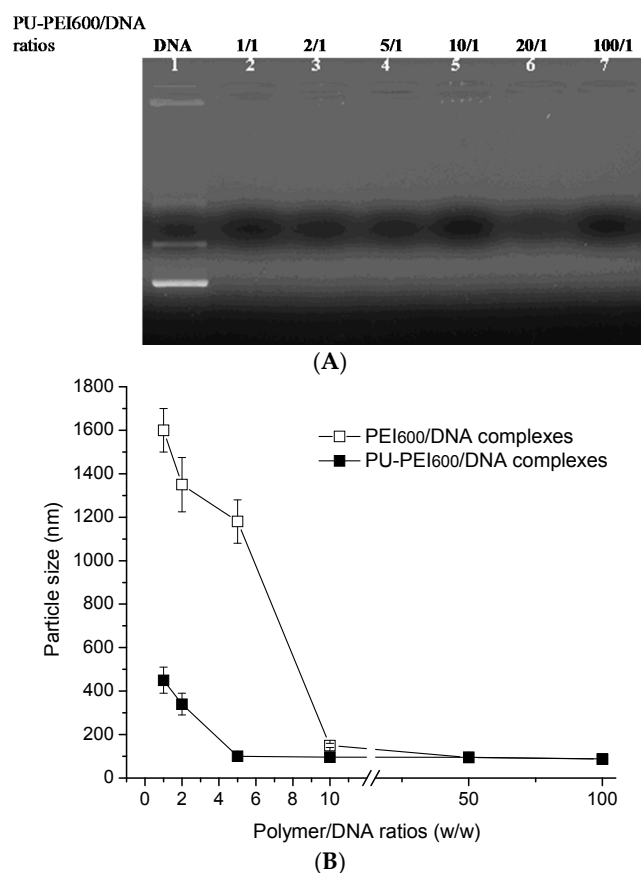 PU-PEI600/DNA
ratios DNA 1/1 2/1 5/1 10/1 20/1 100/1
1 2 3 4 5 6 7
(A)
1800
1600
1400
1200
1000
800
600
400
200
0
Particle size (nm)
PEI600/DNA complexes
PU-PEI600/DNA complexes
0 2 4 6 8 10 50 100
Polymer/DNA ratios (w/w)
(B)